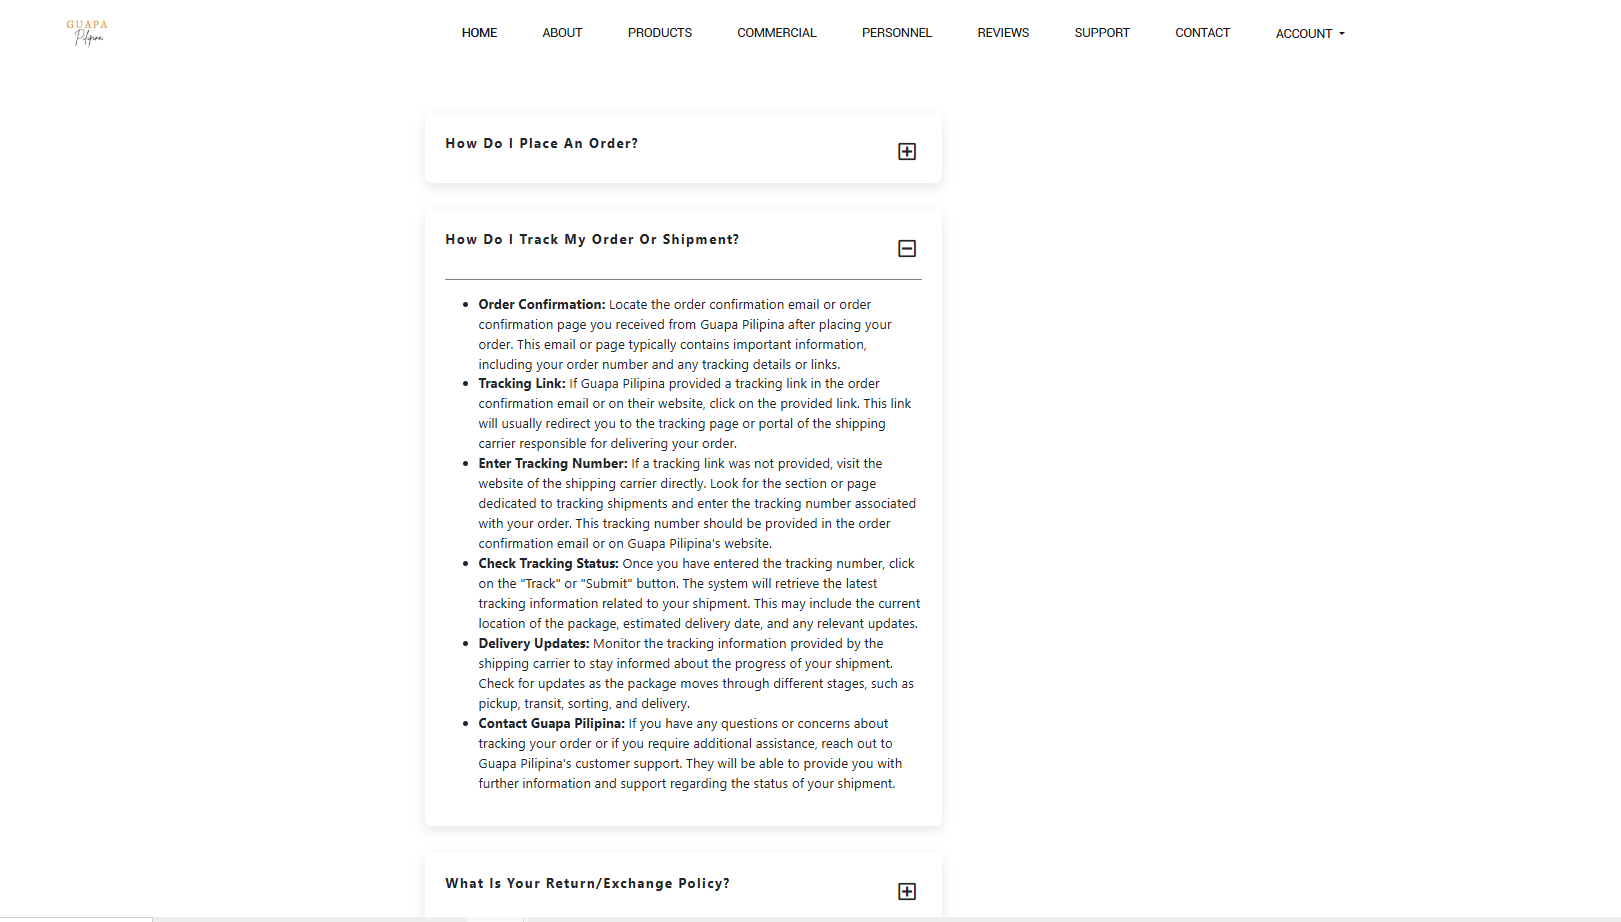 GUAPA
Pilipina
HOME ABOUT PRODUCTS COMMERCIAL PERSONNEL REVIEWS SUPPORT CONTACT ACCOUNT
How Do I Place An Order?
How Do I Track My Order Or Shipment?
Order Confirmation: Locate the order confirmation email or order
confirmation page you received from Guapa Pilipina after placing your
order. This email or page typically contains important information,
including your order number and any tracking details or links.
Tracking Link: If Guapa Pilipina provided a tracking link in the order
confirmation email or on their website, click on the provided link. This link
will usually redirect you to the tracking page or portal of the shipping
carrier responsible for delivering your order.
Enter Tracking Number: If a tracking link was not provided, visit the
website of the shipping carrier directly. Look for the section or page
dedicated to tracking shipments and enter the tracking number associated
with your order. This tracking number should be provided in the order
confirmation email or on Guapa Pilipina's website.
Check Tracking Status: Once you have entered the tracking number, click
on the "Track" or "Submit" button. The system will retrieve the latest
tracking information related to your shipment. This may include the current
location of the package, estimated delivery date, and any relevant updates.
Delivery Updates: Monitor the tracking information provided by the
shipping carrier to stay informed about the progress of your shipment.
Check for updates as the package moves through different stages, such as
pickup, transit, sorting, and delivery.
Contact Guapa Pilipina: If you have any questions or concerns about
tracking your order or if you require additional assistance, reach out to
Guapa Pilipina's customer support. They will be able to provide you with
further information and support regarding the status of your shipment.
What Is Your Return/Exchange Policy?